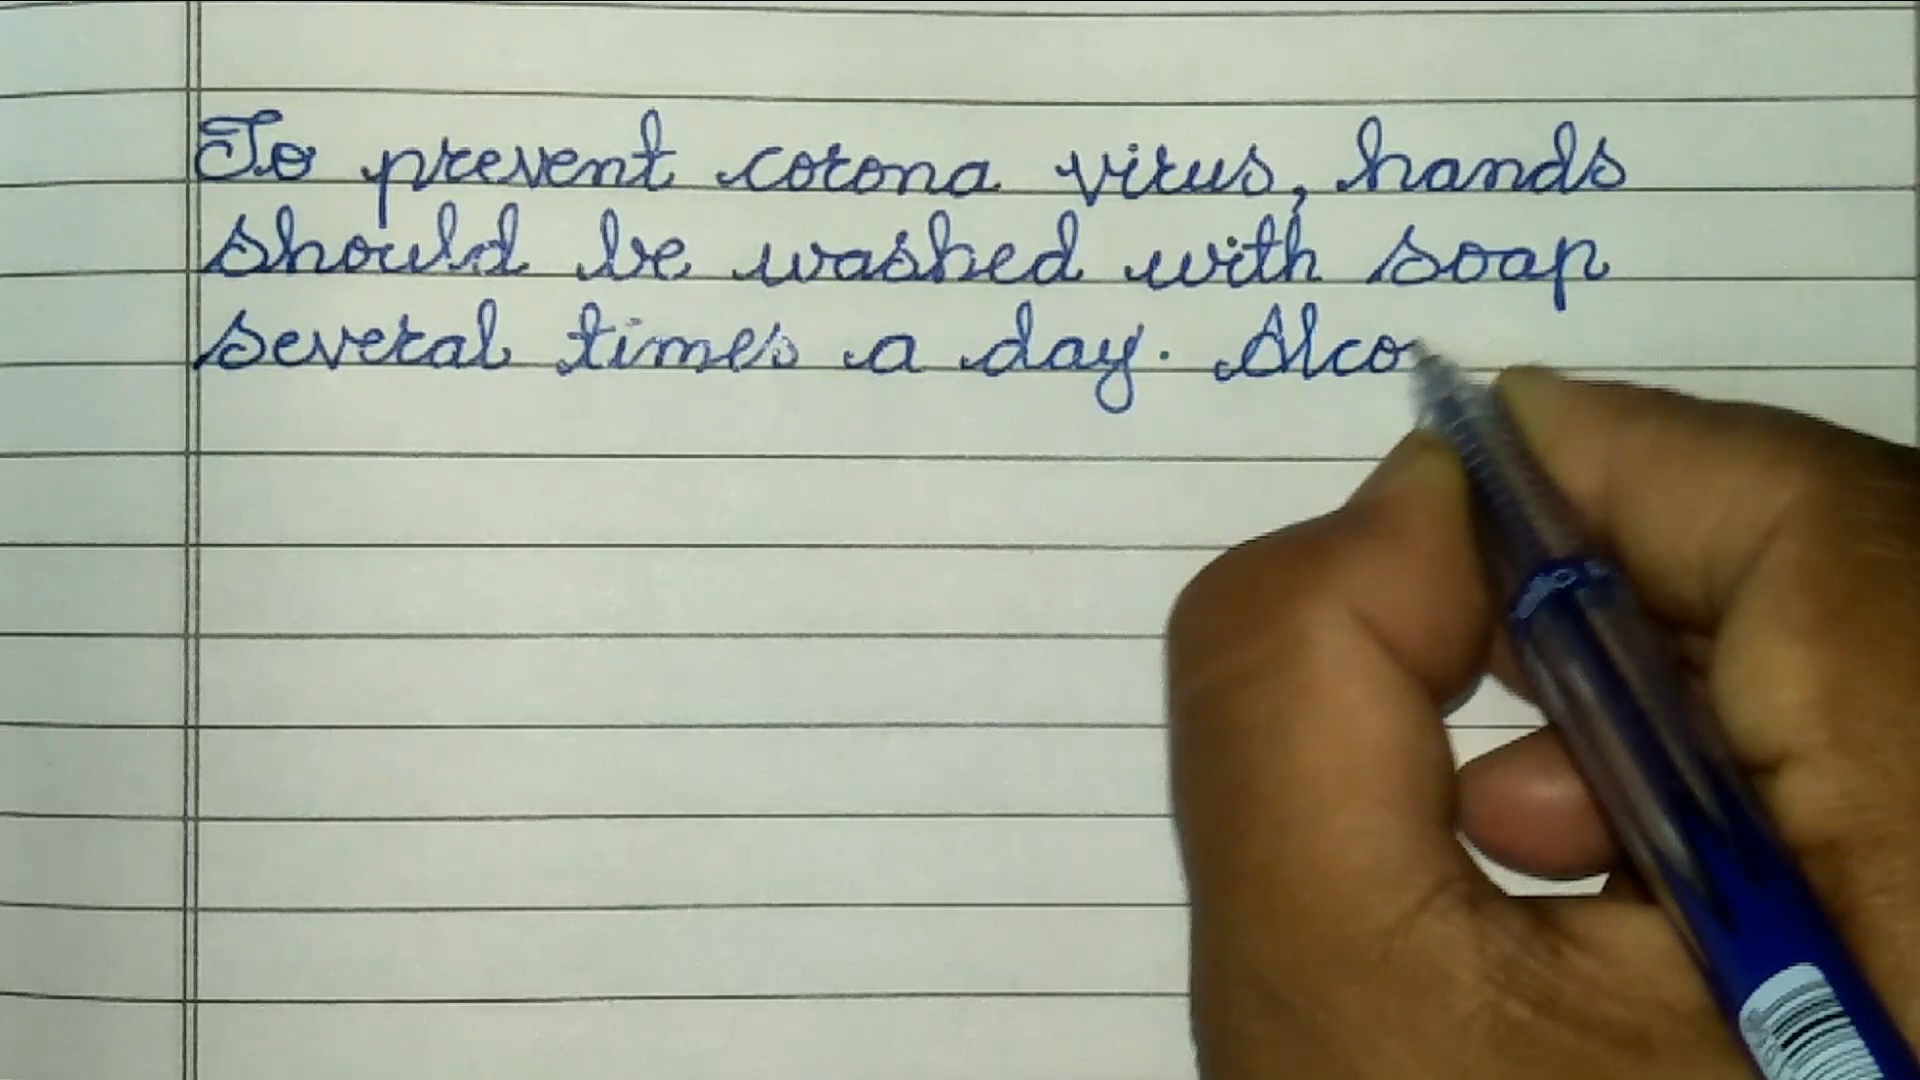 To prevent corona virus, hands
should be washed with soap
several times a day. Alco